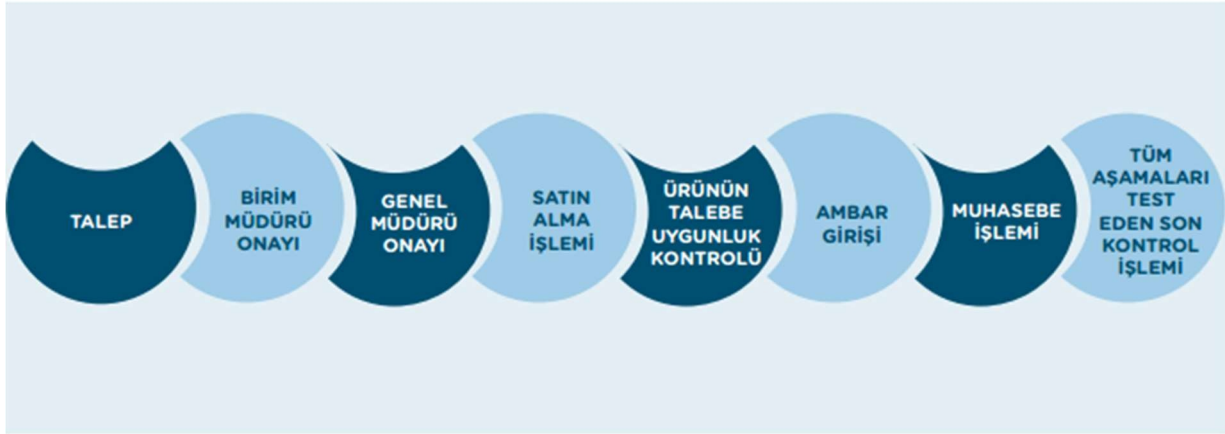 TALEP
BİRİM
MÜDÜRÜ
ONAYI
GENEL
MÜDÜRÜ
ONAYI
SATIN
ALMA
İŞLEMİ
ÜRÜNÜN
TALEBE
UYGUNLUK
KONTROLÜ
AMBAR
GİRİŞİ
MUHASEBE
İŞLEMİ
TÜM
AŞAMALARI
TEST
EDEN SON
KONTROL
İŞLEMİ